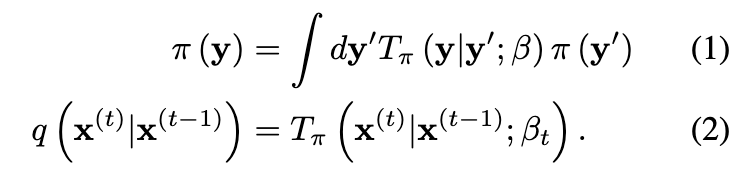 π (y) = ∫ dy′T_π (y|y′; β) π (y′) (1)
q (x^(t)|x^(t−1)) = T_π (x^(t)|x^(t−1); β_t) . (2)